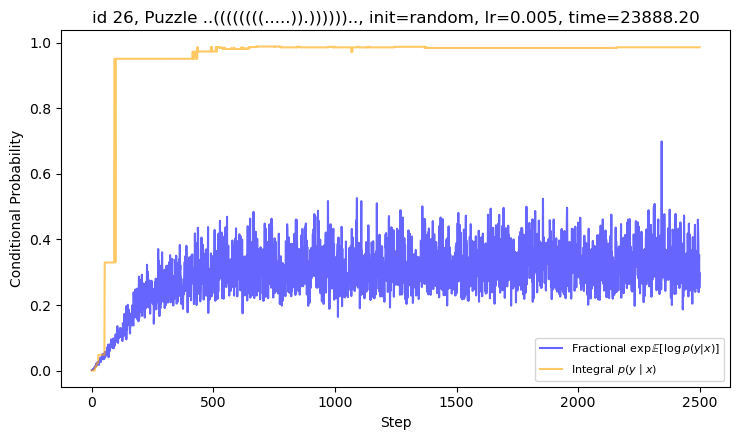 id 26, Puzzle ..((((((((.....)).)))))).., init=random, lr=0.005, time=23888.20
Conditional Probability
1.0
0.8
0.6
0.4
0.2
0.0
0
500
1000
1500
2000
2500
Step
Fractional exp𝔼[log p(y|x)]
Integral p(y | x)